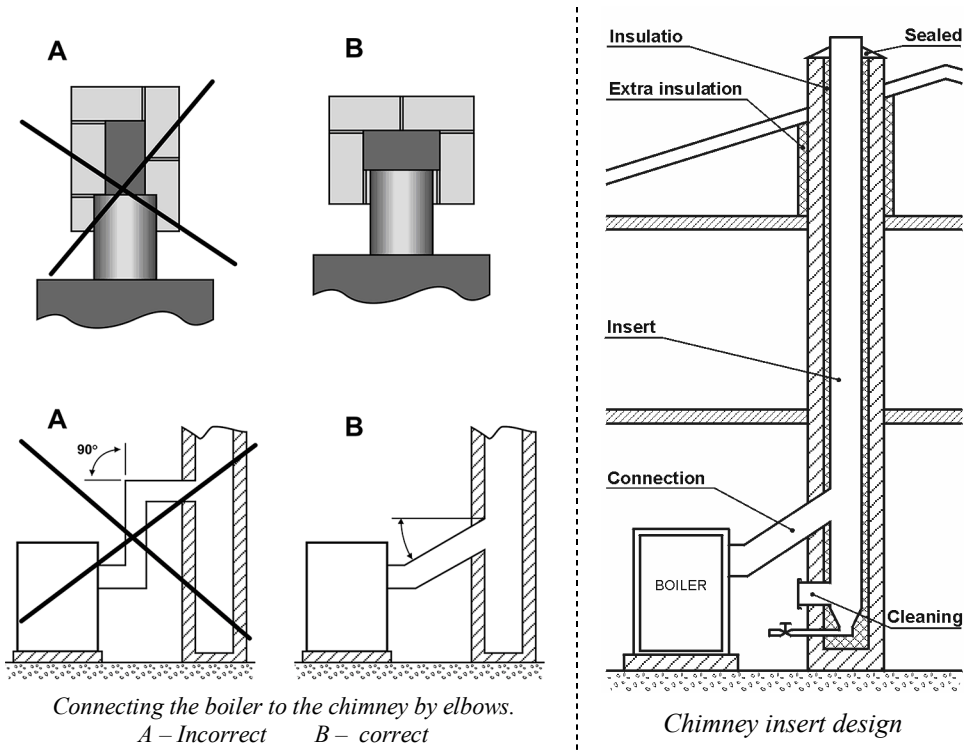 A
B
A
90°
B
Connecting the boiler to the chimney by elbows.
A – Incorrect B – correct
Insulatio
Sealed
Extra insulation
Insert
Connection
BOILER
Cleaning
Chimney insert design